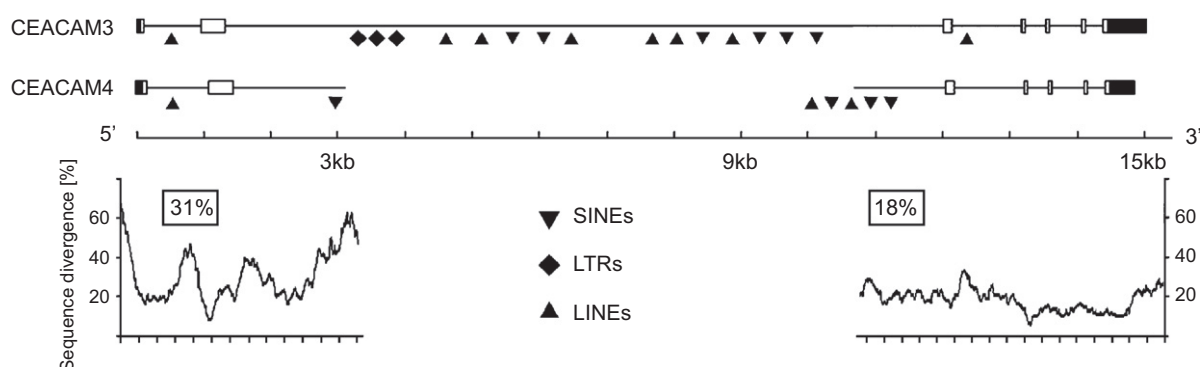 CEACAM3
CEACAM4
5’ 3’
3kb 9kb 15kb
Sequence divergence [%]
60 40 20
31%
SINEs
LTRs
LINEs
18%
60 40 20